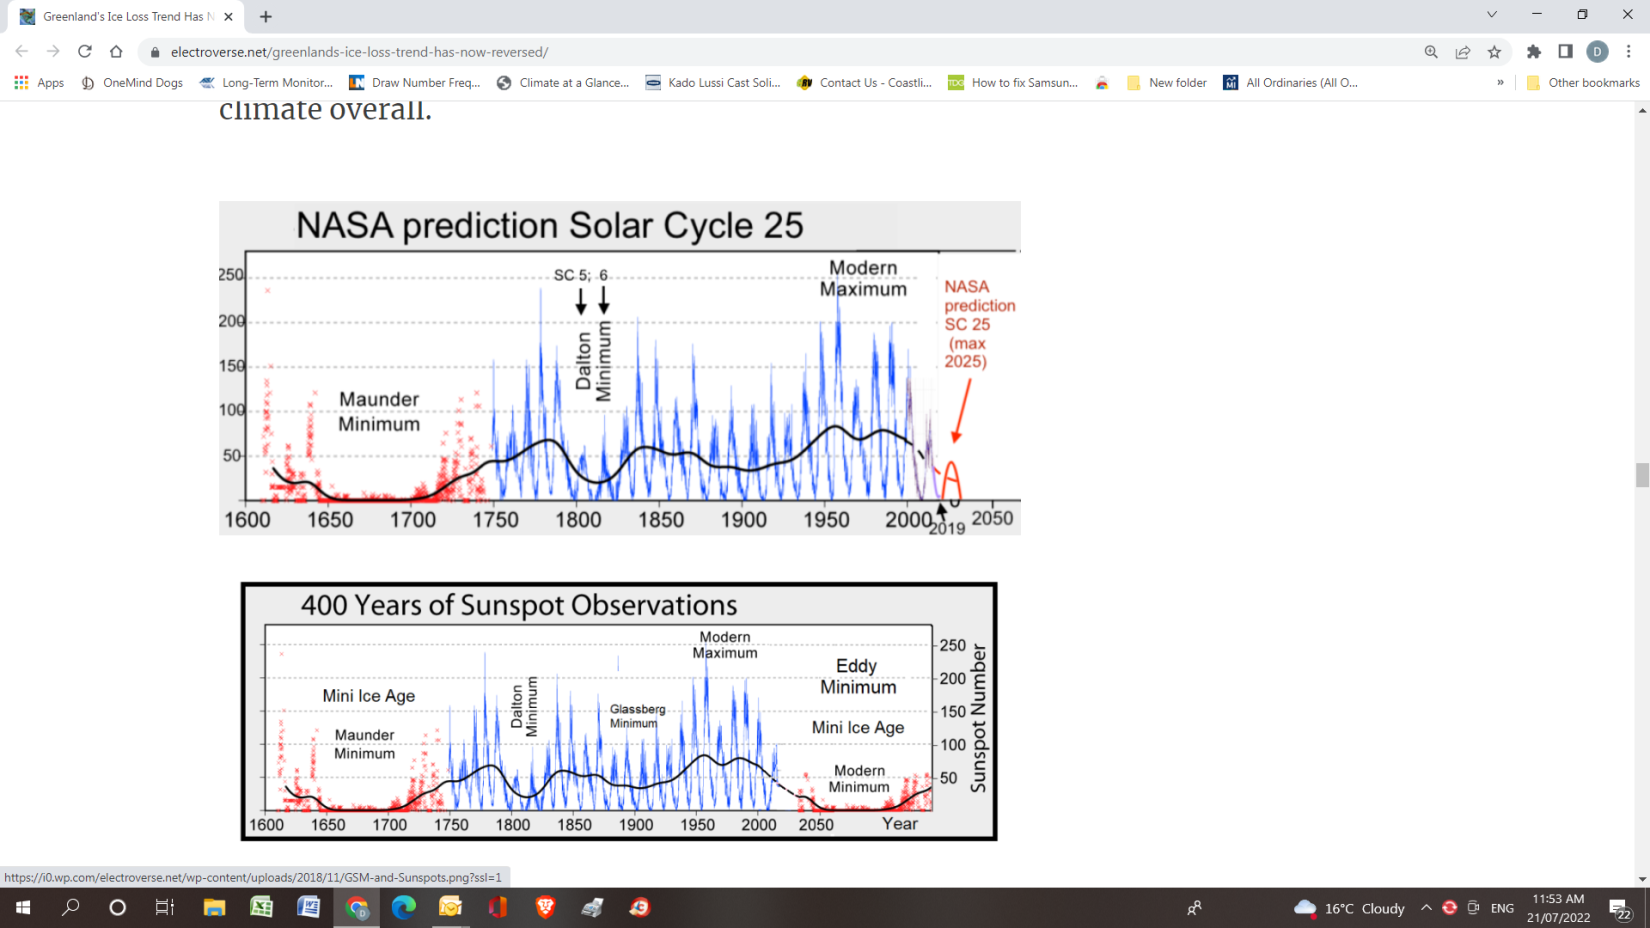 Greenland's Ice Loss Trend Has N
electroverse.net/greenlands-ice-loss-trend-has-now-reversed/
D
Apps
OneMind Dogs
Long-Term Monitor...
Draw Number Freq...
Climate at a Glance...
Kado Lussi Cast Soli...
Contact Us - Coastli...
How to fix Samsun...
New folder
All Ordinaries (All O...
»
Other bookmarks
climate overall.
NASA prediction Solar Cycle 25
250
200
150
100
50
SC 5; 6
Dalton
Minimum
Maunder
Minimum
Modern
Maximum
NASA
prediction
SC 25
(max
2025)
1600
1650
1700
1750
1800
1850
1900
1950
2000
2019
2050
400 Years of Sunspot Observations
Modern
Maximum
Mini Ice Age
Maunder
Minimum
Dalton
Minimum
Glassberg
Minimum
Eddy
Minimum
Mini Ice Age
Modern
Minimum
250
200
150
100
50
Sunspot Number
1600
1650
1700
1750
1800
1850
1900
1950
2000
2050
Year
https://i0.wp.com/electroverse.net/wp-content/uploads/2018/11/GSM-and-Sunspots.png?ssl=1
16°C Cloudy
ENG
11:53 AM
21/07/2022
22